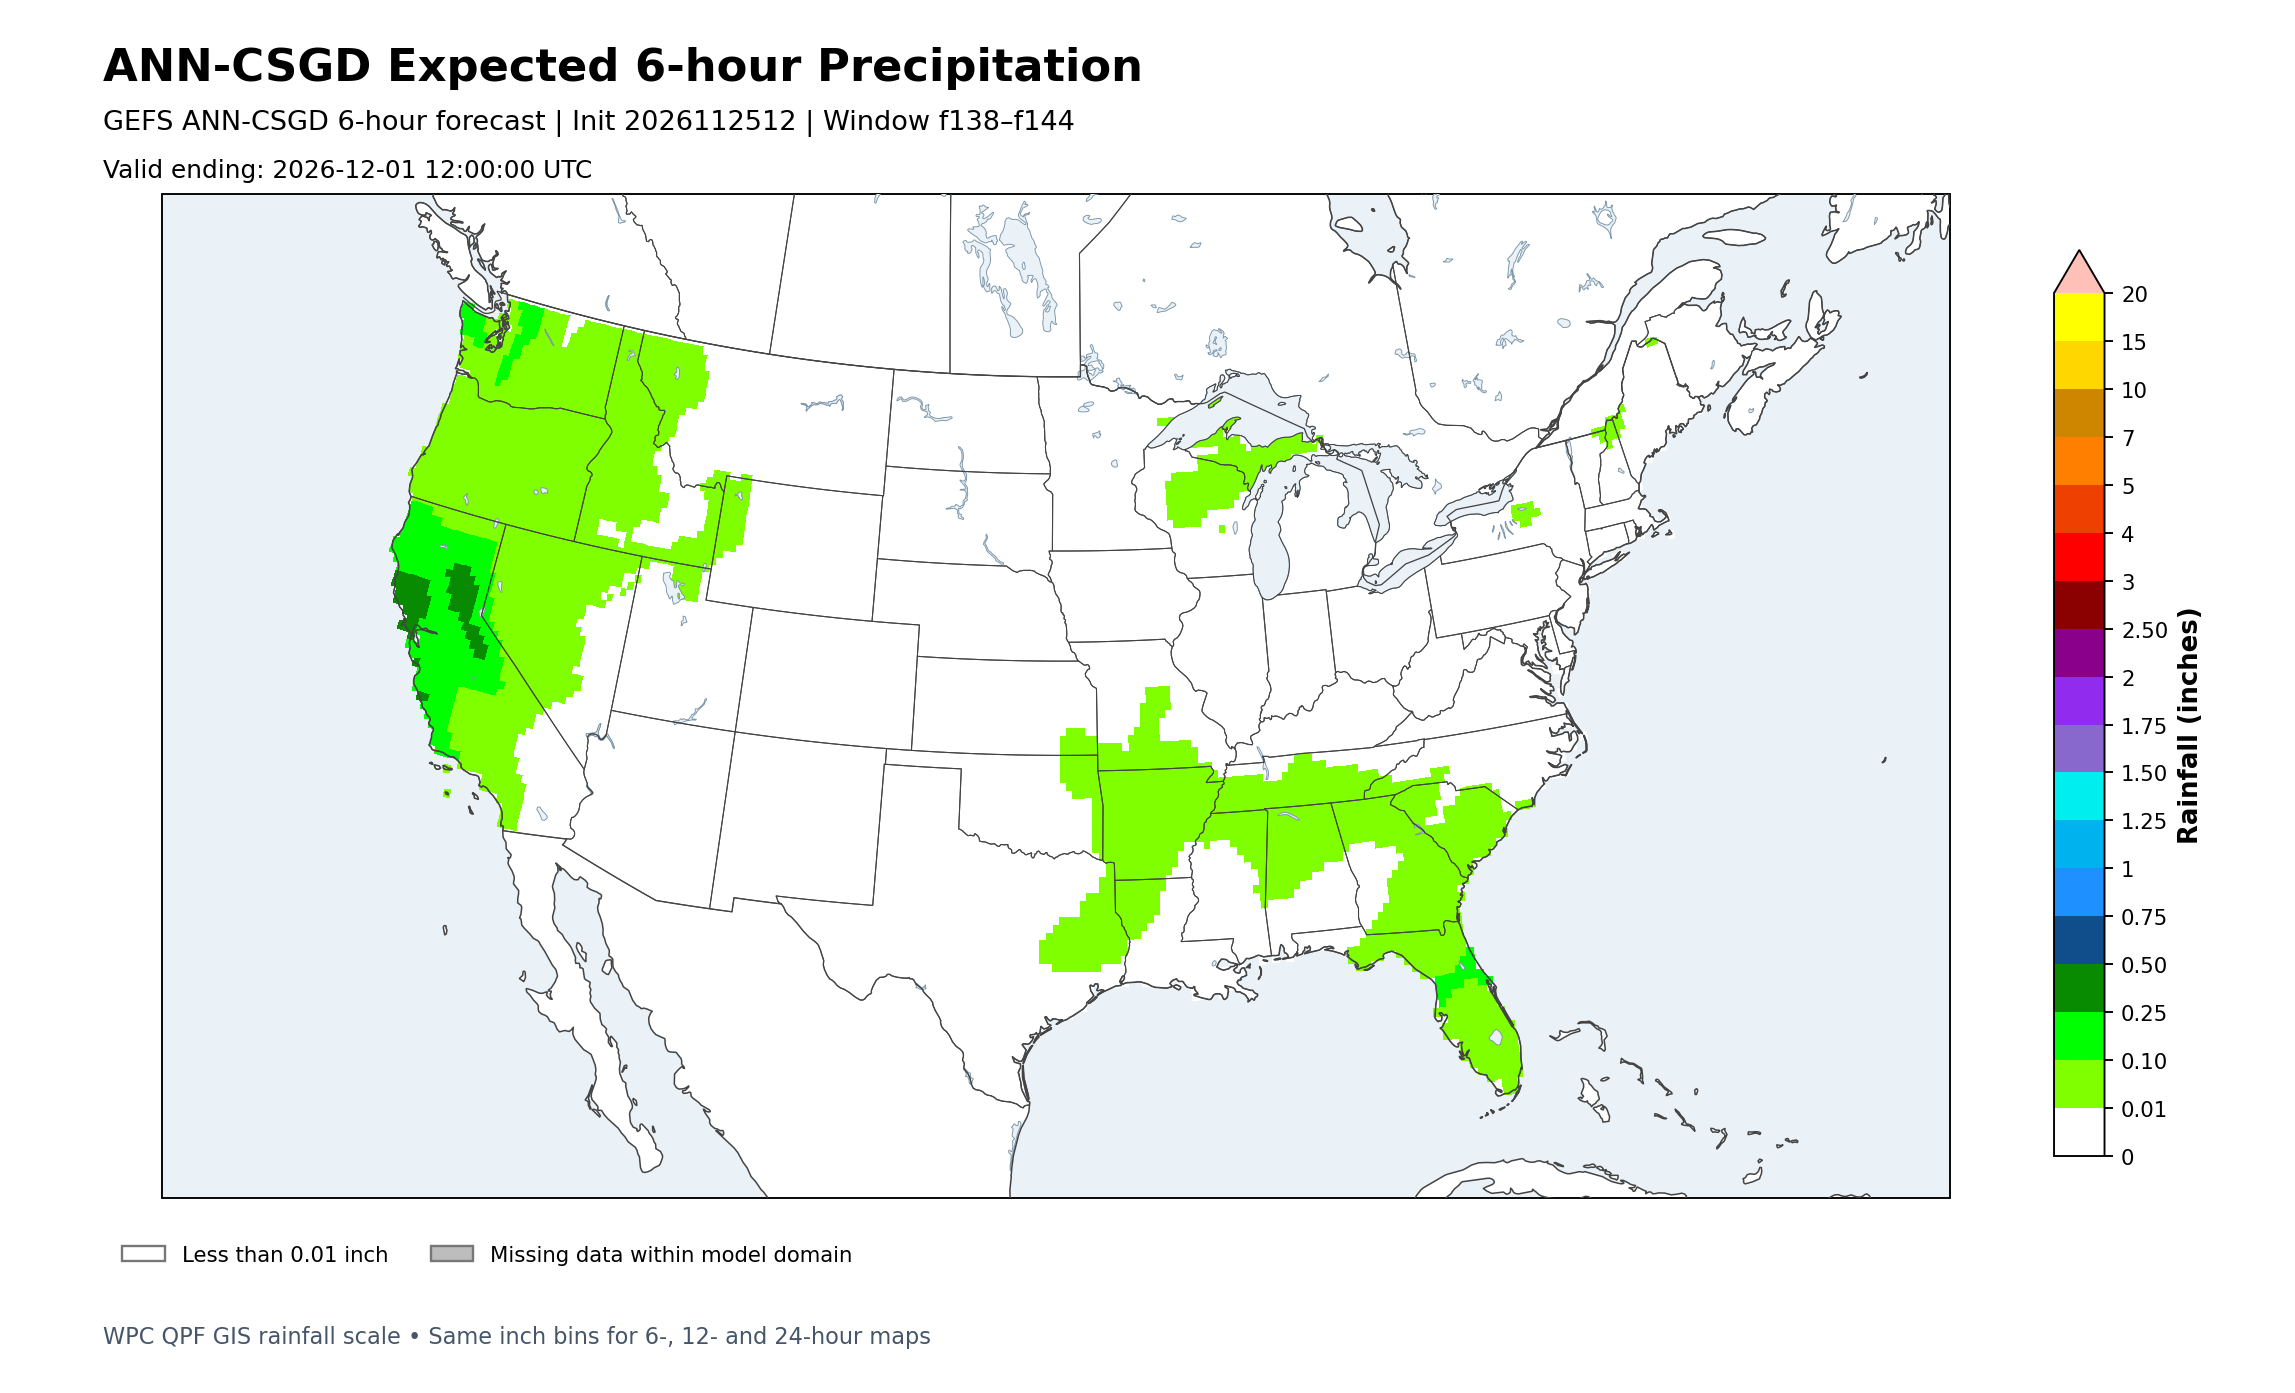 ANN-CSGD Expected 6-hour Precipitation
GEFS ANN-CSGD 6-hour forecast | Init 2026112512 | Window f138–f144
Valid ending: 2026-12-01 12:00:00 UTC
20
15
10
7
5
4
3
2.50
2
1.75
1.50
1.25
1
0.75
0.50
0.25
0.10
0.01
0
Rainfall (inches)
Less than 0.01 inch
Missing data within model domain
WPC QPF GIS rainfall scale • Same inch bins for 6-, 12- and 24-hour maps